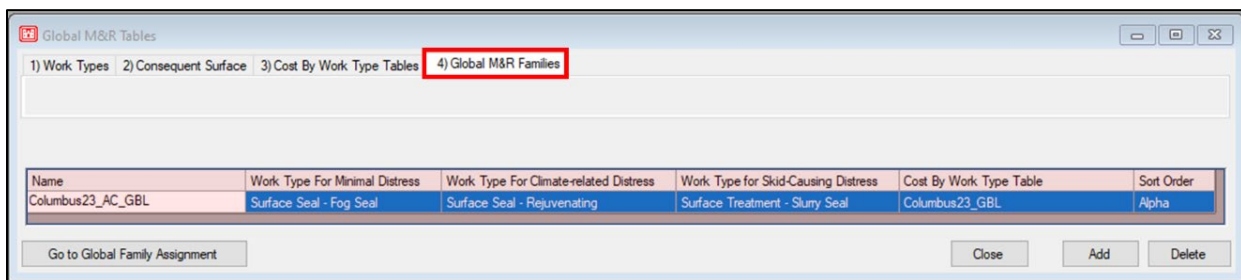 Global M&R Tables
1) Work Types 2) Consequent Surface 3) Cost By Work Type Tables 4) Global M&R Families
Name Work Type For Minimal Distress Work Type For Climate-related Distress Work Type for Skid-Causing Distress Cost By Work Type Table Sort Order
Columbus23_AC_GBL Surface Seal - Fog Seal Surface Seal - Rejuvenating Surface Treatment - Slurry Seal Columbus23_GBL Alpha
Go to Global Family Assignment Close Add Delete